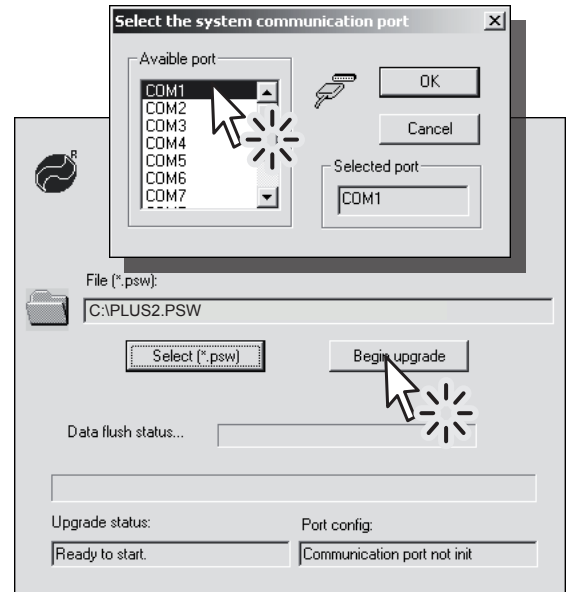 Select the system communication port
Avaible port
COM1
COM2
COM3
COM4
COM5
COM6
COM7
OK
Cancel
Selected port
COM1
R
File (*.psw):
C:\PLUS2.PSW
Select (*.psw)
Begin upgrade
Data flush status...
Upgrade status:
Port config:
Ready to start.
Communication port not init